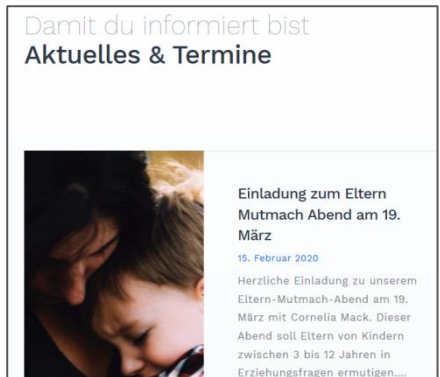 Damit du informiert bist
Aktuelles & Termine
Einladung zum Eltern
Mutmach Abend am 19.
März
15. Februar 2020
Herzliche Einladung zu unserem
Eltern-Mutmach-Abend am 19.
März mit Cornelia Mack. Dieser
Abend soll Eltern von Kindern
zwischen 3 bis 12 Jahren in
Erziehungsfragen ermutigen....